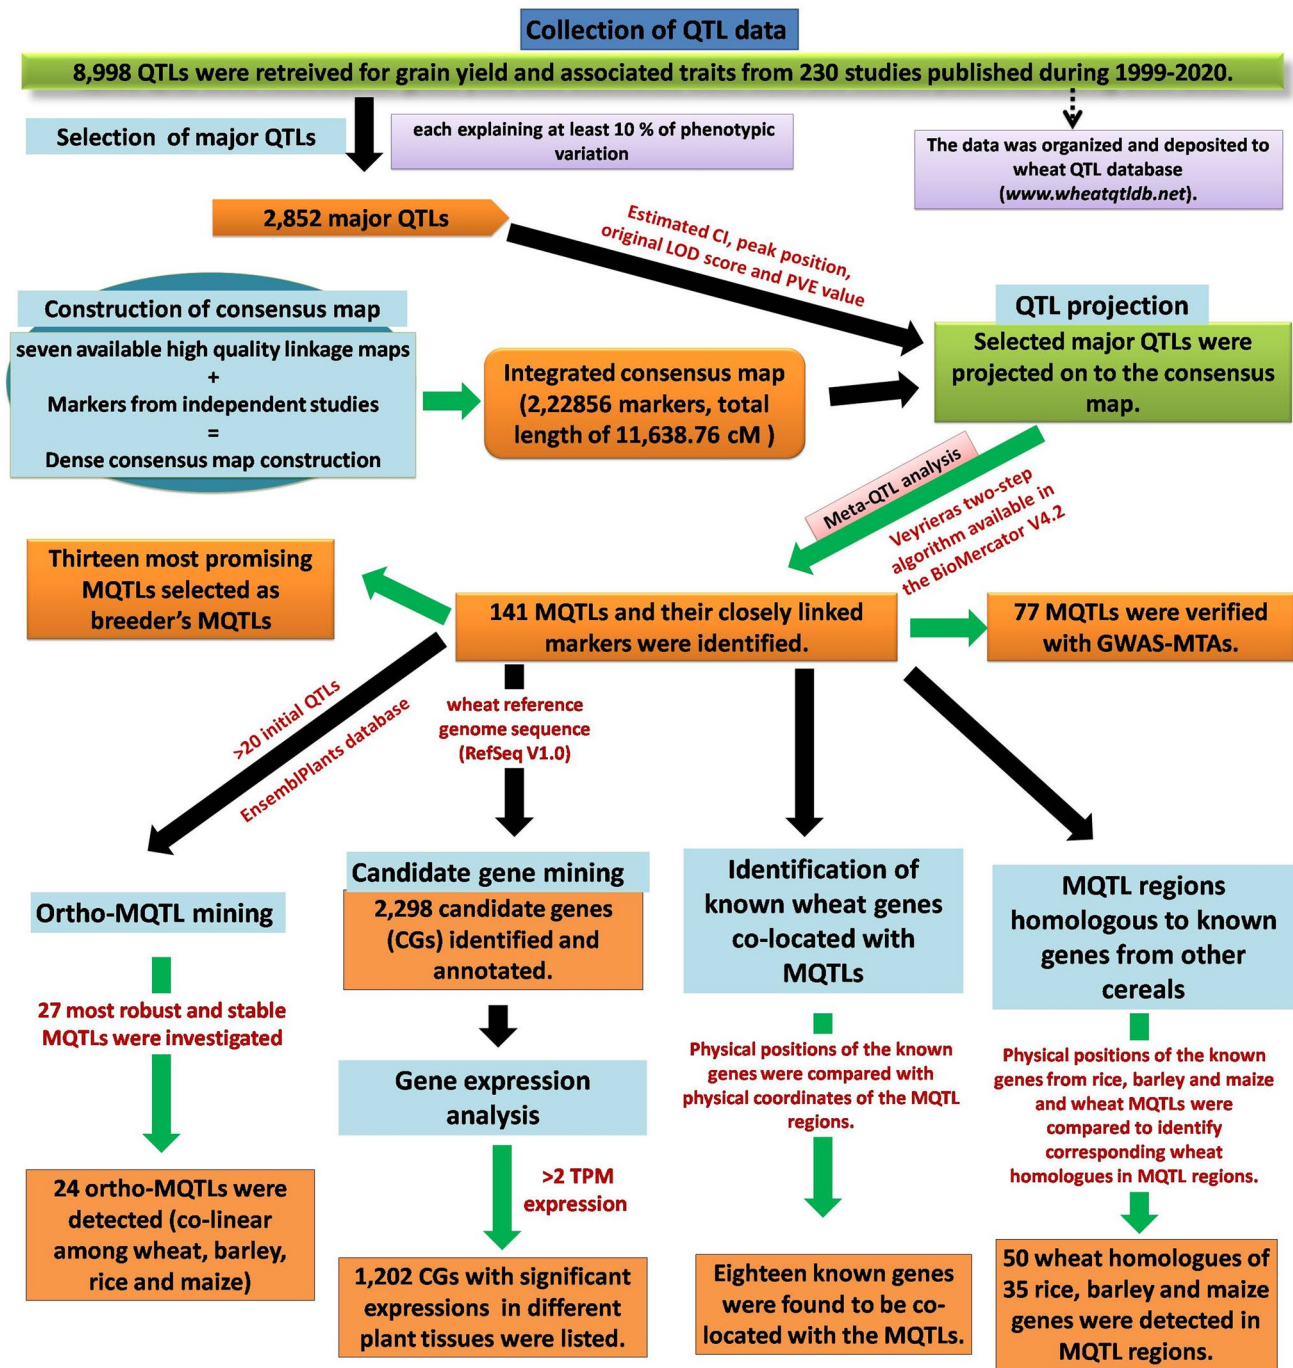 Collection of QTL data
8,998 QTLs were retreived for grain yield and associated traits from 230 studies published during 1999-2020.
Selection of major QTLs
each explaining at least 10 % of phenotypic
variation
The data was organized and deposited to
wheat QTL database
(www.wheatqtldb.net).
2,852 major QTLs
Estimated CI, peak position,
original LOD score and PVE value
Construction of consensus map
seven available high quality linkage maps
+
Markers from independent studies
=
Dense consensus map construction
Integrated consensus map
(2,22856 markers, total
length of 11,638.76 cM )
QTL projection
Selected major QTLs were
projected on to the consensus
map.
Meta-QTL analysis
Veyrieras two-step
algorithm available in
the BioMercator V4.2
Thirteen most promising
MQTLs selected as
breeder's MQTLs
141 MQTLs and their closely linked
markers were identified.
77 MQTLs were verified
with GWAS-MTAs.
>20 initial QTLs
EnsemblPlants database
wheat reference
genome sequence
(RefSeq V1.0)
Ortho-MQTL mining
27 most robust and stable
MQTLs were investigated
24 ortho-MQTLs were
detected (co-linear
among wheat, barley,
rice and maize)
Candidate gene mining
2,298 candidate genes
(CGs) identified and
annotated.
Gene expression
analysis
>2 TPM
expression
1,202 CGs with significant
expressions in different
plant tissues were listed.
Identification of
known wheat genes
co-located with
MQTLs
Physical positions of the known
genes were compared with
physical coordinates of the MQTL
regions.
Eighteen known genes
were found to be co-
located with the MQTLs.
MQTL regions
homologous to known
genes from other
cereals
Physical positions of the known
genes from rice, barley and maize
and wheat MQTLs were
compared to identify
corresponding wheat
homologues in MQTL regions.
50 wheat homologues of
35 rice, barley and maize
genes were detected in
MQTL regions.